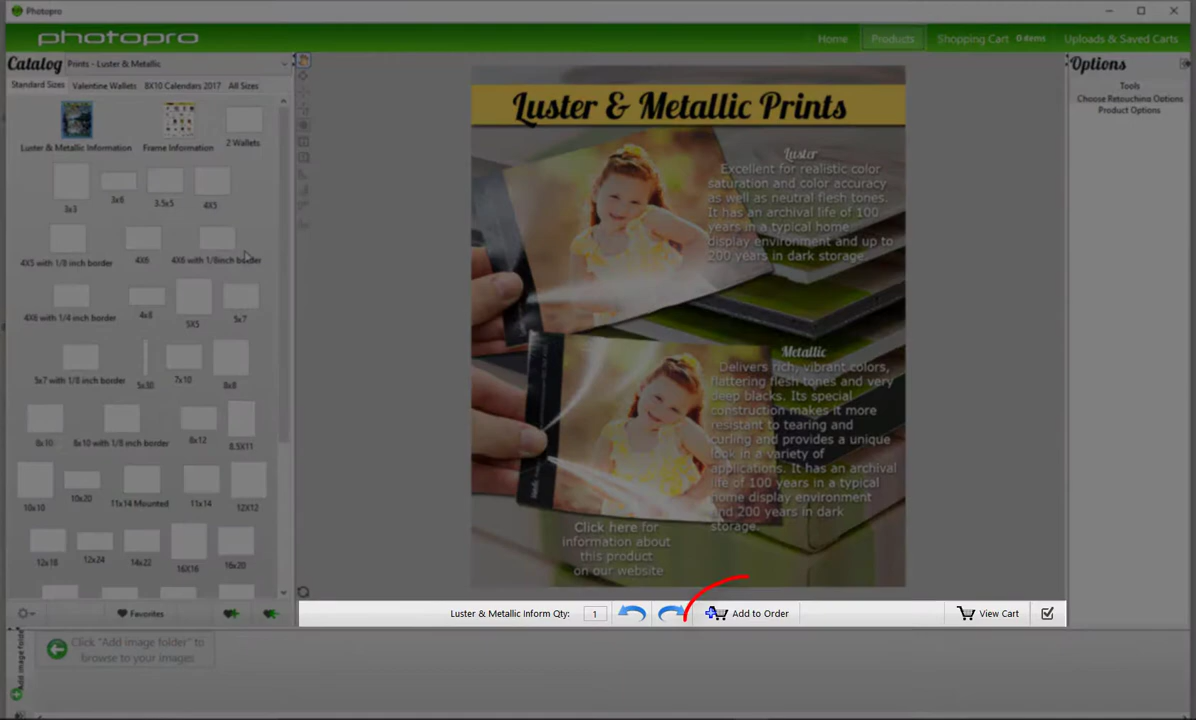 Photopro
photopro
Home
Products
Shopping Cart 0 items
Uploads & Saved Carts
Catalog
Prints - Luster & Metallic
Standard Sizes
Valentine Wallets
8X10 Calendars 2017
All Sizes
Luster & Metallic Information
Frame Information
2 Wallets
3x3
3x6
3.5x5
4X5
4X5 with 1/8 inch border
4X6
4X6 with 1/8inch border
4X6 with 1/4 inch border
4x8
5X5
5x7
5x7 with 1/8 inch border
5x30
7x10
8x8
8x10
8x10 with 1/8 inch border
8x12
8.5X11
10x10
10x20
11x14 Mounted
11x14
12X12
12x18
12x24
14x22
16X16
16x20
Favorites
Luster & Metallic Prints
Luster
Excellent for realistic color
saturation and color accuracy
as well as neutral flesh tones.
It has an archival life of 100
years in a typical home
display environment and up to
200 years in dark storage.
Metallic
Delivers rich, vibrant colors,
flattering flesh tones and very
deep blacks. Its special
construction makes it more
resistant to tearing and
curling and provides a unique
look in a variety of
applications. It has an archival
life of 100 years in a typical
home display environment
and 200 years in dark
storage.
Click here for
information about
this product
on our website
Options
Tools
Choose Retouching Options
Product Options
Luster & Metallic Inform Qty: 1
Add to Order
View Cart
Add image folde
Click "Add image folder" to
browse to your images